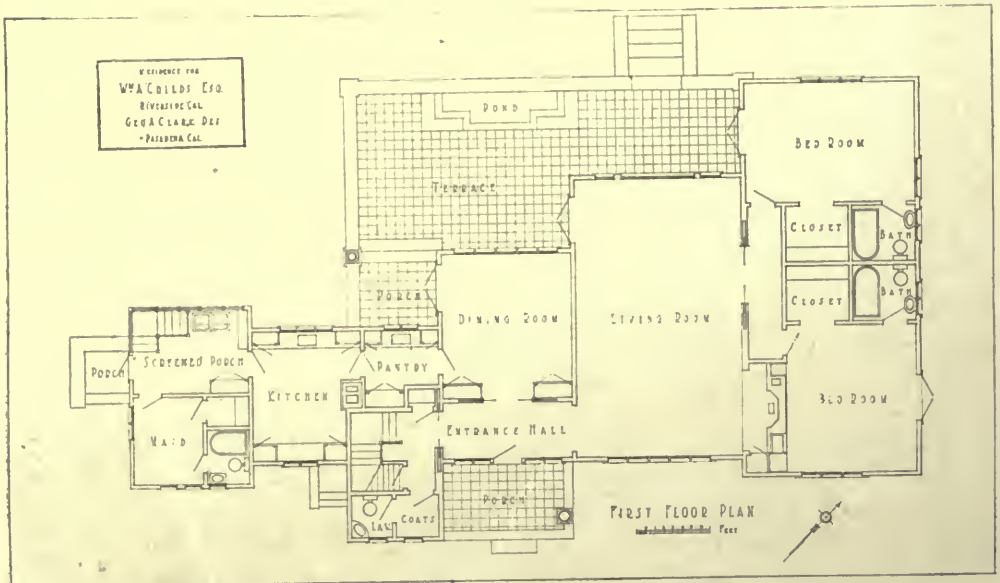 RESIDENCE FOR
WM A CHILDS ESQ.
RIVERSIDE CAL.
GEO A CLARK DES
PASADENA CAL.
POND
BED ROOM
TERRACE
CLOSET
BATH
PORCH
DINING ROOM
LIVING ROOM
CLOSET
BATH
PORCH
SCREENED PORCH
KITCHEN
PANTRY
BED ROOM
MAID
ENTRANCE HALL
PORCH
LAV
COATS
FIRST FLOOR PLAN
FEET